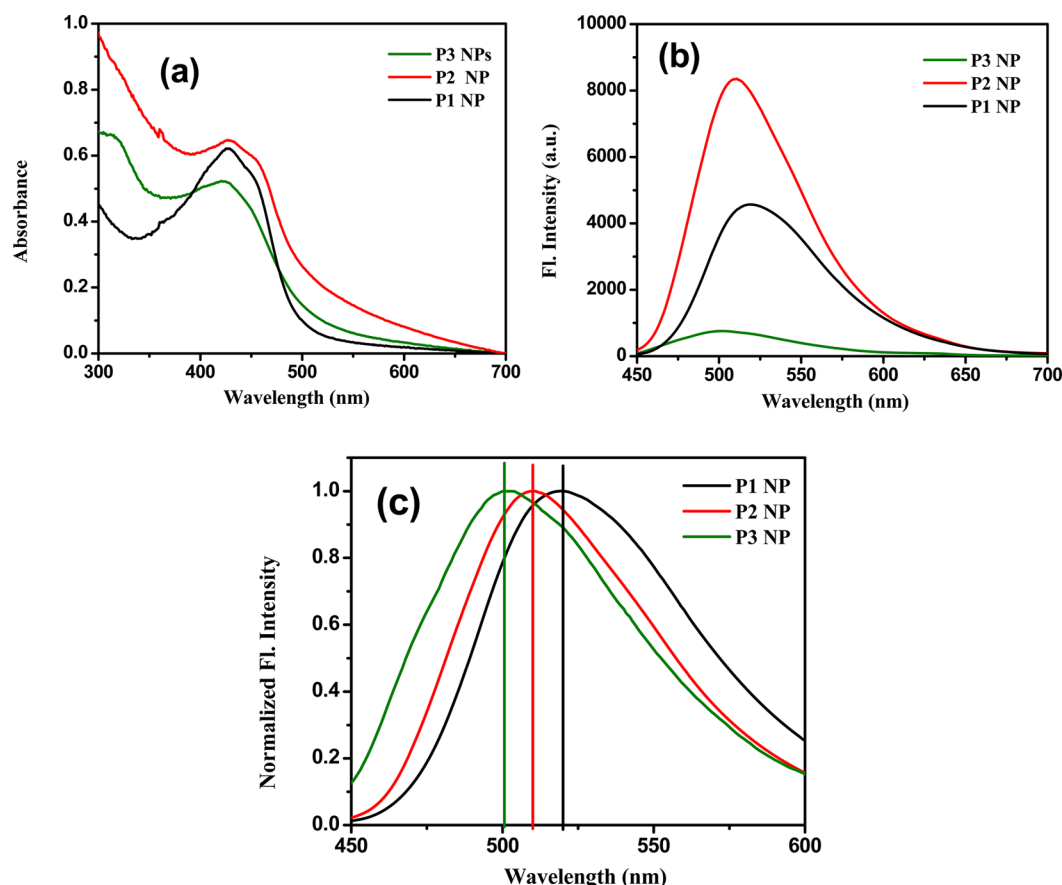 (a)
P3 NPs
P2 NP
P1 NP
1.0
0.8
0.6
0.4
0.2
0.0
Absorbance
300
400
500
600
700
Wavelength (nm)
(b)
P3 NP
P2 NP
P1 NP
10000
8000
6000
4000
2000
0
Fl. Intensity (a.u.)
450
500
550
600
650
700
Wavelength (nm)
(c)
P1 NP
P2 NP
P3 NP
1.0
0.8
0.6
0.4
0.2
0.0
Normalized Fl. Intensity
450
500
550
600
Wavelength (nm)